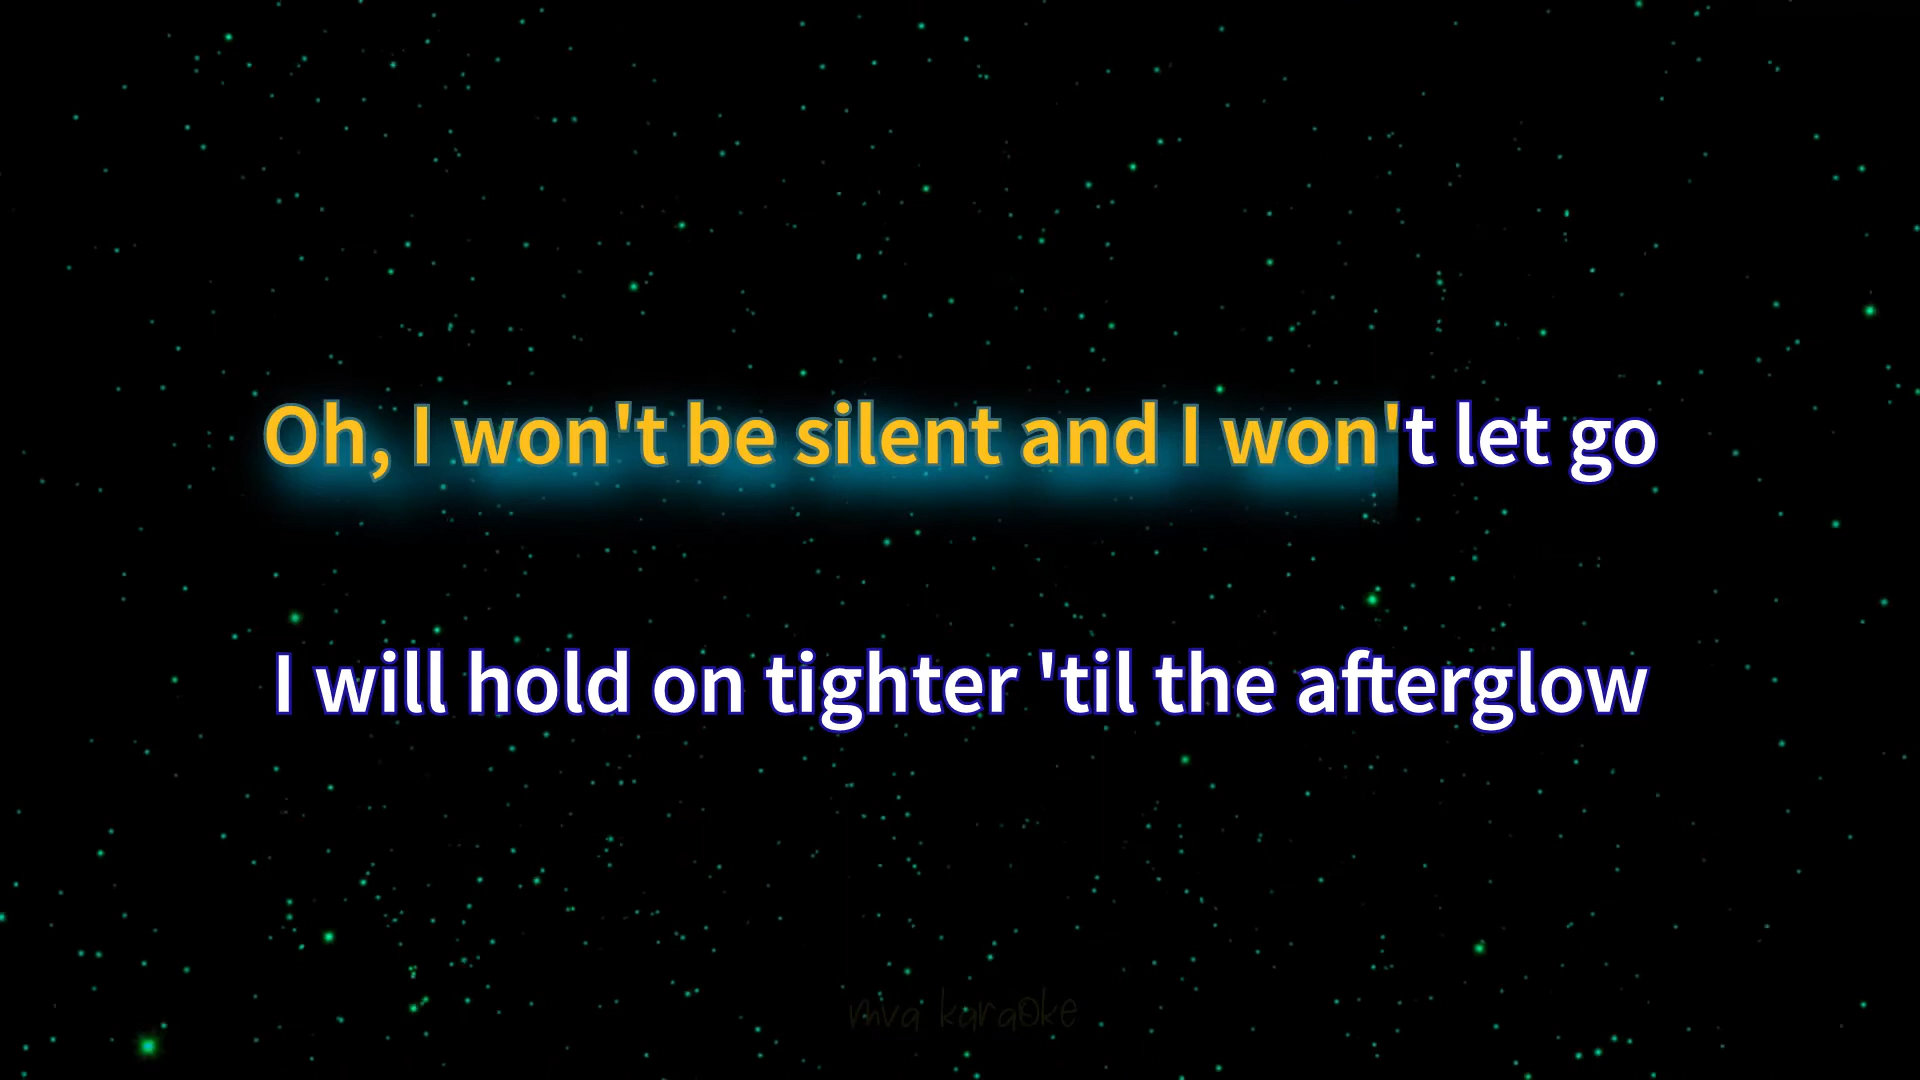 Oh, I won't be silent and I won't let go
I will hold on tighter 'til the afterglow
mva karaoke